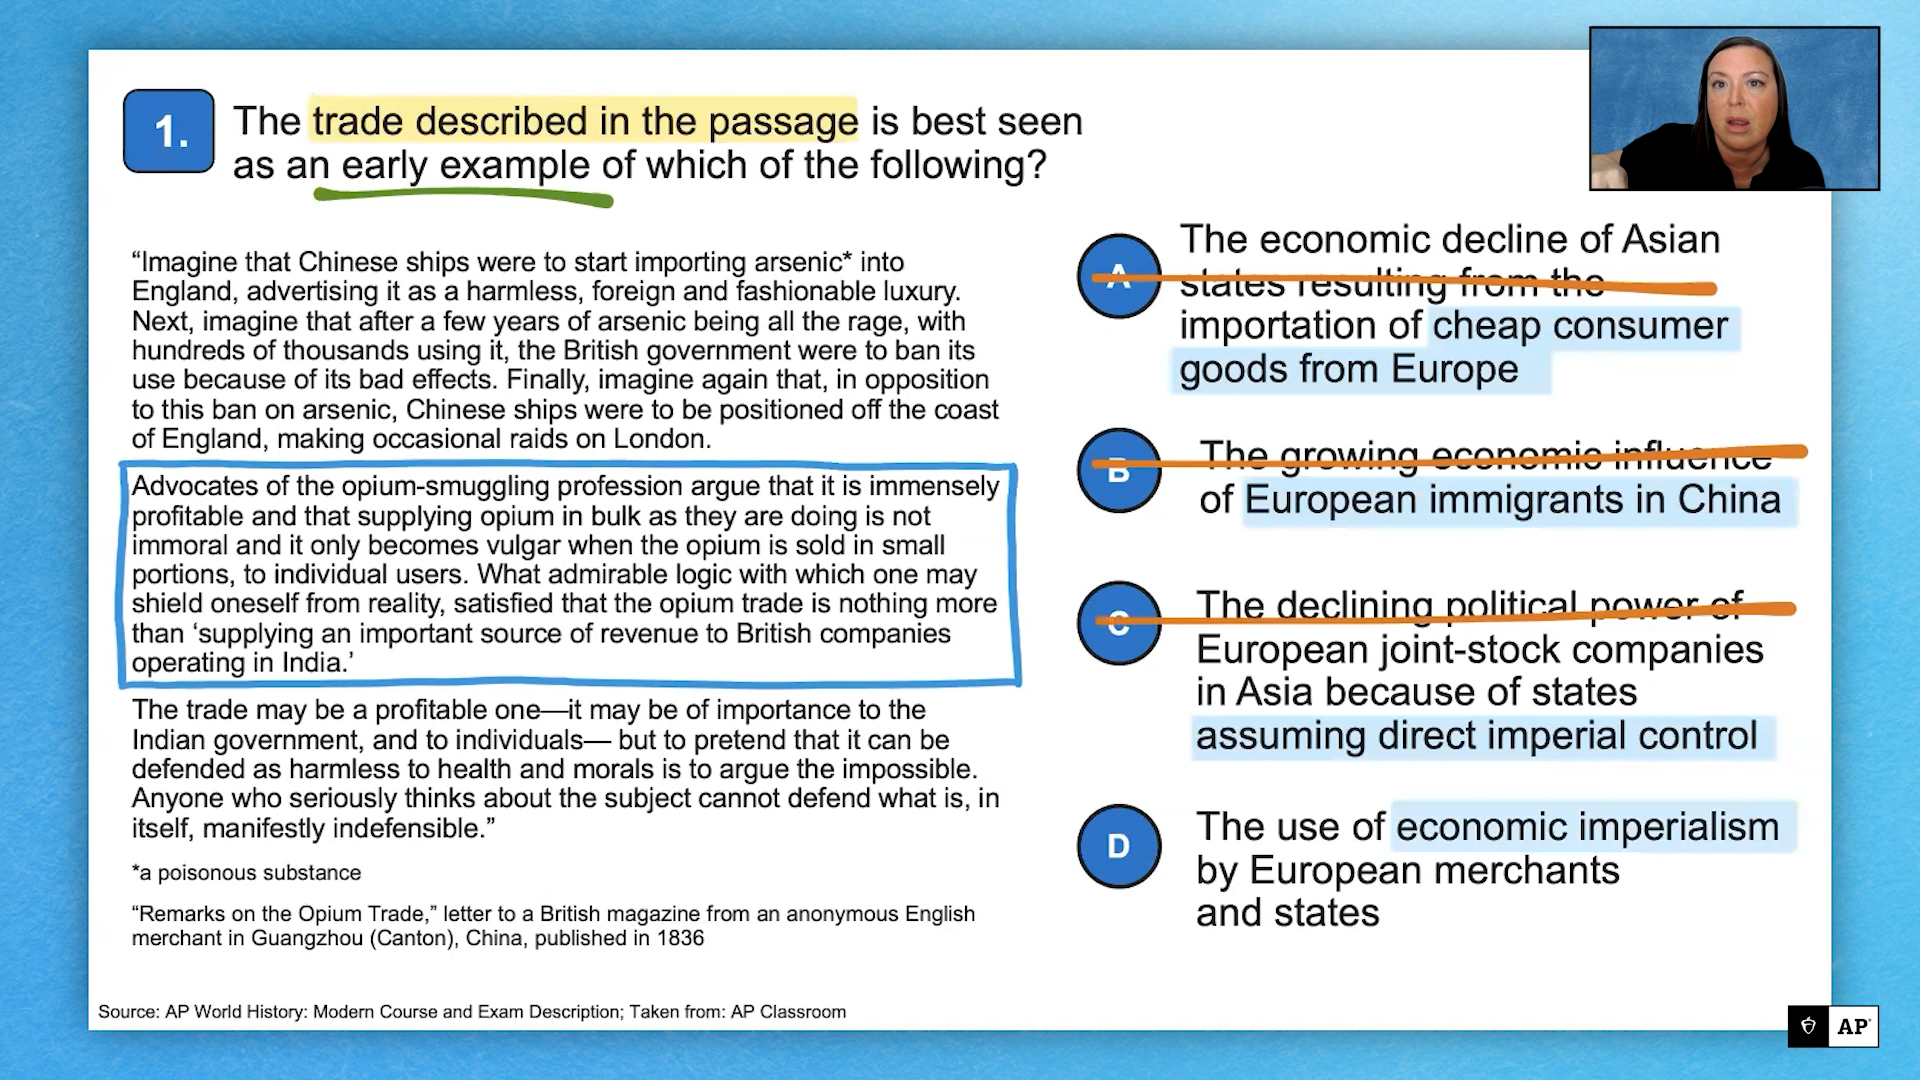 1.
The trade described in the passage is best seen
as an early example of which of the following?
“Imagine that Chinese ships were to start importing arsenic* into
England, advertising it as a harmless, foreign and fashionable luxury.
Next, imagine that after a few years of arsenic being all the rage, with
hundreds of thousands using it, the British government were to ban its
use because of its bad effects. Finally, imagine again that, in opposition
to this ban on arsenic, Chinese ships were to be positioned off the coast
of England, making occasional raids on London.
Advocates of the opium-smuggling profession argue that it is immensely
profitable and that supplying opium in bulk as they are doing is not
immoral and it only becomes vulgar when the opium is sold in small
portions, to individual users. What admirable logic with which one may
shield oneself from reality, satisfied that the opium trade is nothing more
than ‘supplying an important source of revenue to British companies
operating in India.’
The trade may be a profitable one—it may be of importance to the
Indian government, and to individuals— but to pretend that it can be
defended as harmless to health and morals is to argue the impossible.
Anyone who seriously thinks about the subject cannot defend what is, in
itself, manifestly indefensible.”
*a poisonous substance
“Remarks on the Opium Trade,” letter to a British magazine from an anonymous English
merchant in Guangzhou (Canton), China, published in 1836
A
The economic decline of Asian
states resulting from the
importation of cheap consumer
goods from Europe
B
The growing economic influence
of European immigrants in China
C
The declining political power of
European joint-stock companies
in Asia because of states
assuming direct imperial control
D
The use of economic imperialism
by European merchants
and states
Source: AP World History: Modern Course and Exam Description; Taken from: AP Classroom
AP